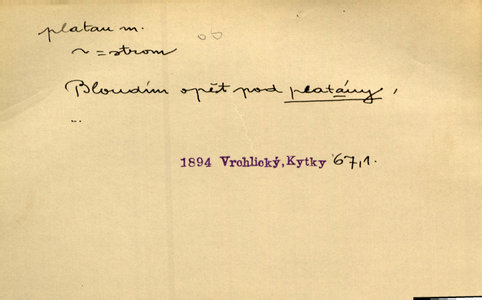 platan m.
~ = strom
Bloudím opět pod platány,
...
1894 Vrchlický, Kytky 67,1.